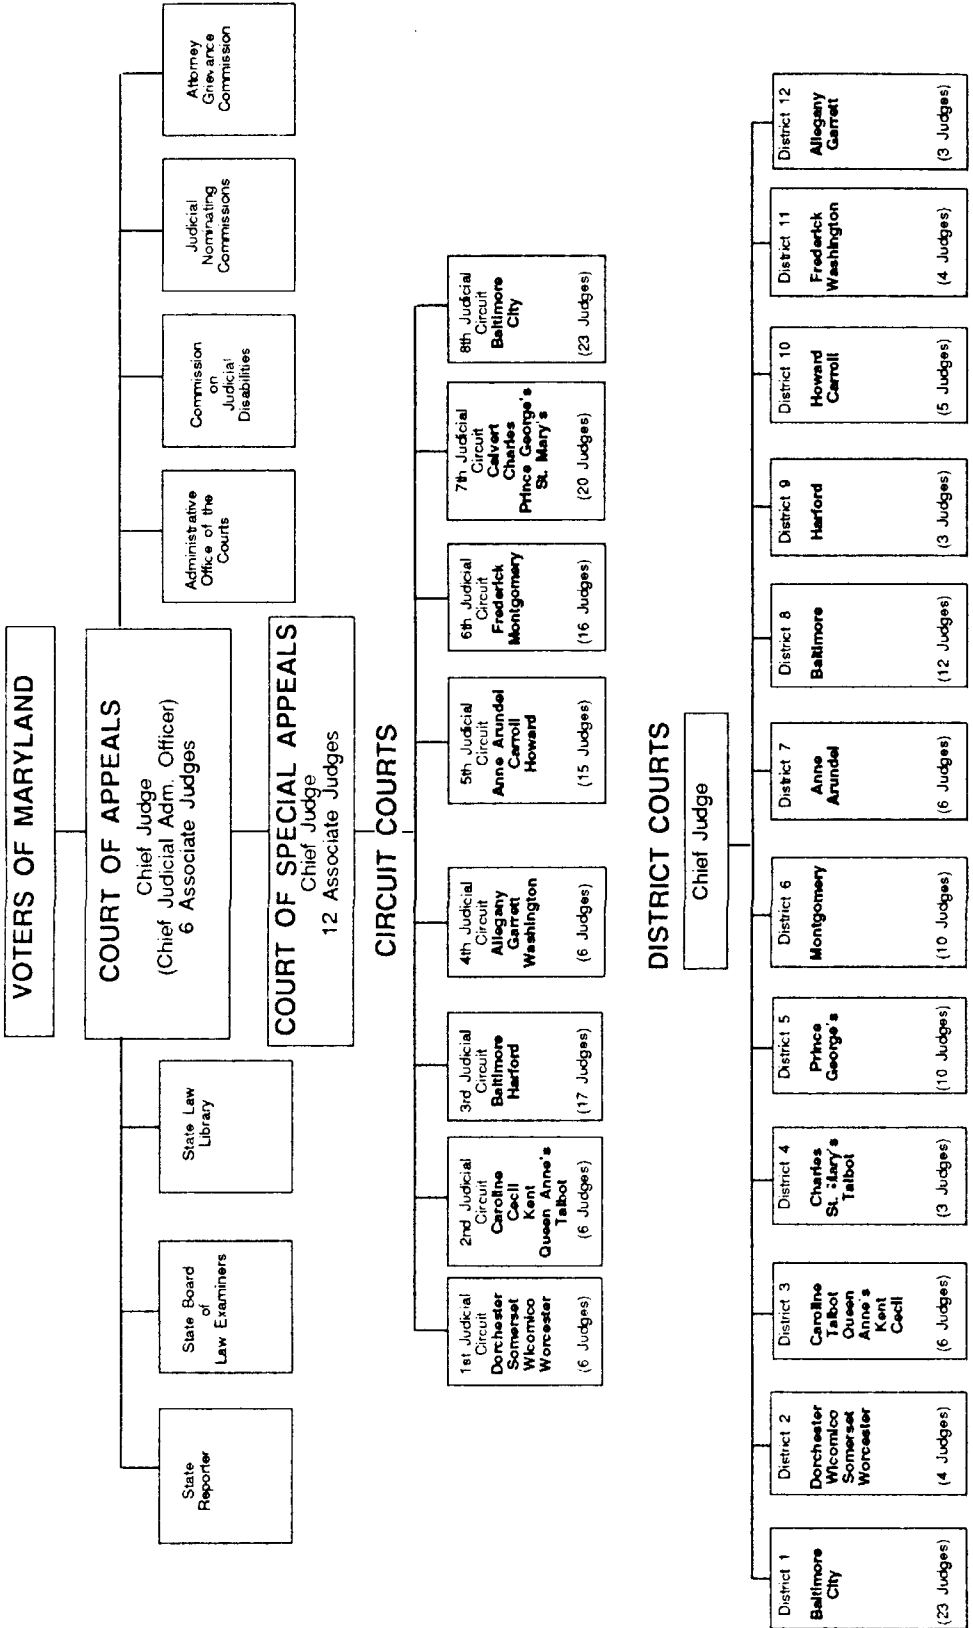 VOTERS OF MARYLAND
COURT OF APPEALS
Chief Judge
(Chief Judicial Adm. Officer)
6 Associate Judges
State
Reporter
State Board
of
Law Examiners
State Law
Library
Administrative
Office of the
Courts
Commission
on
Judicial
Disabilities
Judicial
Nominating
Commissions
Attorney
Grievance
Commission
COURT OF SPECIAL APPEALS
Chief Judge
12 Associate Judges
CIRCUIT COURTS
1st Judicial
Circuit
Dorchester
Somerset
Wicomico
Worcester
(6 Judges)
2nd Judicial
Circuit
Caroline
Cecil
Kent
Queen Anne's
Talbot
(6 Judges)
3rd Judicial
Circuit
Baltimore
Harford
(17 Judges)
4th Judicial
Circuit
Allegany
Garrett
Washington
(6 Judges)
5th Judicial
Circuit
Anne Arundel
Carroll
Howard
(15 Judges)
6th Judicial
Circuit
Frederick
Montgomery
(16 Judges)
7th Judicial
Circuit
Calvert
Charles
Prince George's
St. Mary's
(20 Judges)
8th Judicial
Circuit
Baltimore
City
(23 Judges)
DISTRICT COURTS
Chief Judge
District 1
Baltimore
City
(23 Judges)
District 2
Dorchester
Wicomico
Somerset
Worcester
(4 Judges)
District 3
Caroline
Talbot
Queen
Anne's
Kent
Cecil
(6 Judges)
District 4
Charles
St. Mary's
Talbot
(3 Judges)
District 5
Prince
George's
(10 Judges)
District 6
Montgomery
(10 Judges)
District 7
Anne
Arundel
(6 Judges)
District 8
Baltimore
(12 Judges)
District 9
Harford
(3 Judges)
District 10
Howard
Carroll
(5 Judges)
District 11
Frederick
Washington
(4 Judges)
District 12
Allegany
Garrett
(3 Judges)